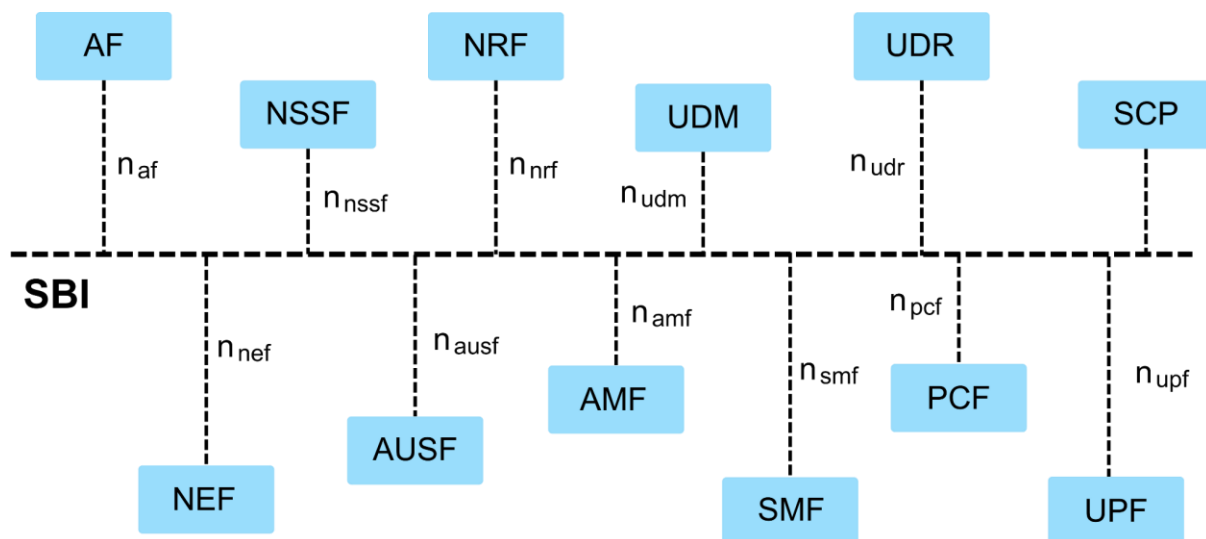 AF
NRF
UDR
NSSF
UDM
SCP
n af
n nssf
n nrf
n udm
n udr
SBI
n nef
n ausf
n amf
n smf
n pcf
n upf
AMF
PCF
AUSF
NEF
SMF
UPF